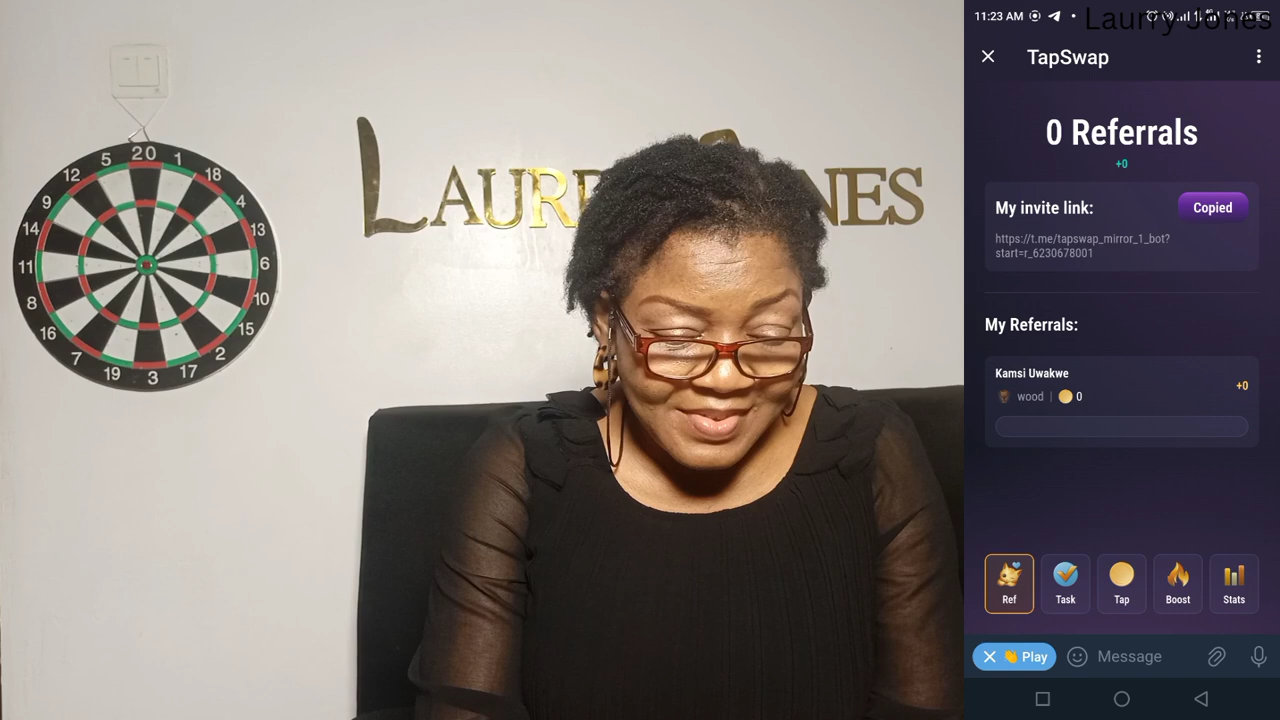 20
1
18
4
13
6
10
15
2
17
3
19
7
16
8
11
14
9
12
5
LAUR
NES
Laurry Jones
11:23 AM
TapSwap
0 Referrals
+0
My invite link:
Copied
https://t.me/tapswap_mirror_1_bot?
start=r_6230678001
My Referrals:
Kamsi Uwakwe
wood | 0
+0
Ref
Task
Tap
Boost
Stats
Play
Message